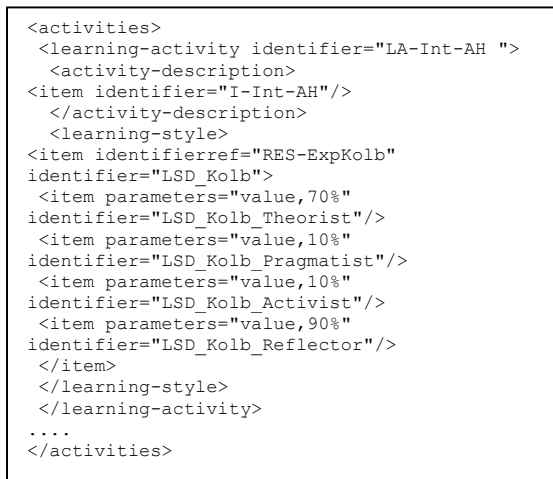 <activities>
 <learning-activity identifier="LA-Int-AH ">
  <activity-description>
<item identifier="I-Int-AH"/>
  </activity-description>
  <learning-style>
<item identifierref="RES-ExpKolb"
identifier="LSD_Kolb">
 <item parameters="value,70%"
identifier="LSD_Kolb_Theorist"/>
 <item parameters="value,10%"
identifier="LSD_Kolb_Pragmatist"/>
 <item parameters="value,10%"
identifier="LSD_Kolb_Activist"/>
 <item parameters="value,90%"
identifier="LSD_Kolb_Reflector"/>
 </item>
 </learning-style>
 </learning-activity>
....
</activities>